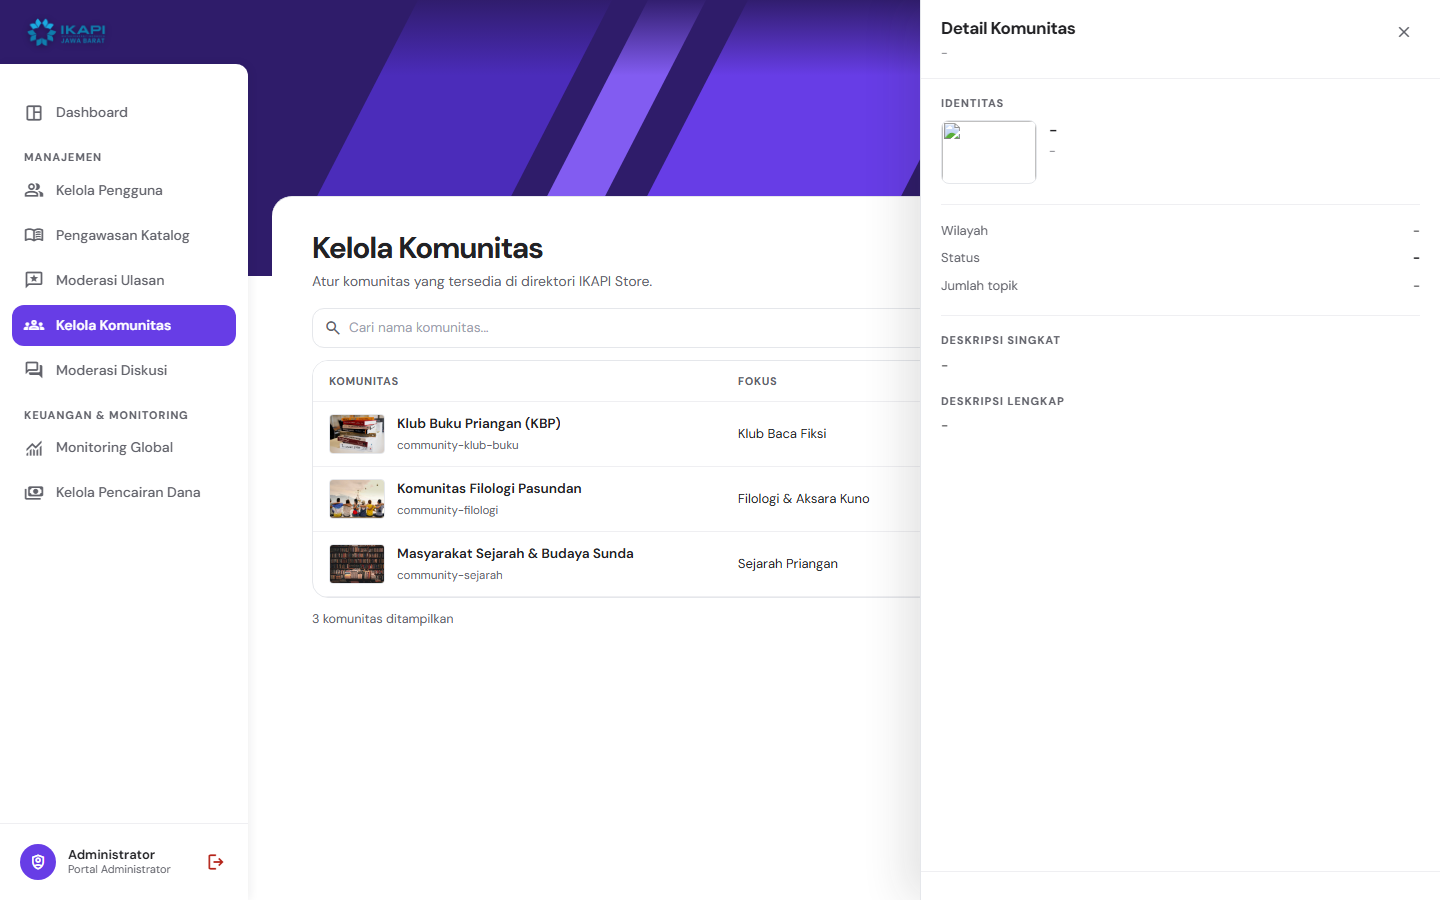 IKAPI
JAWA BARAT
Dashboard
MANAJEMEN
Kelola Pengguna
Pengawasan Katalog
Moderasi Ulasan
Kelola Komunitas
Moderasi Diskusi
KEUANGAN & MONITORING
Monitoring Global
Kelola Pencairan Dana
Administrator
Portal Administrator
Kelola Komunitas
Atur komunitas yang tersedia di direktori IKAPI Store.
Cari nama komunitas...
KOMUNITAS FOKUS
Klub Buku Priangan (KBP)
community-klub-buku
Klub Baca Fiksi
Komunitas Filologi Pasundan
community-filologi
Filologi & Aksara Kuno
Masyarakat Sejarah & Budaya Sunda
community-sejarah
Sejarah Priangan
3 komunitas ditampilkan
Detail Komunitas
-
IDENTITAS
-
-
Wilayah -
Status -
Jumlah topik -
DESKRIPSI SINGKAT
-
DESKRIPSI LENGKAP
-